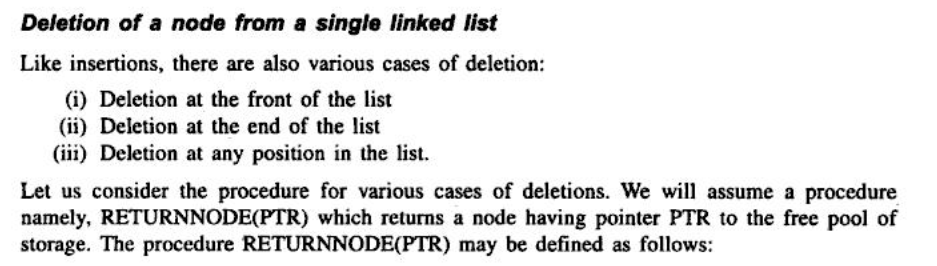 Deletion of a node from a single linked list
Like insertions, there are also various cases of deletion:
(i) Deletion at the front of the list
(ii) Deletion at the end of the list
(iii) Deletion at any position in the list.
Let us consider the procedure for various cases of deletions. We will assume a procedure
namely, RETURNNODE(PTR) which returns a node having pointer PTR to the free pool of
storage. The procedure RETURNNODE(PTR) may be defined as follows: